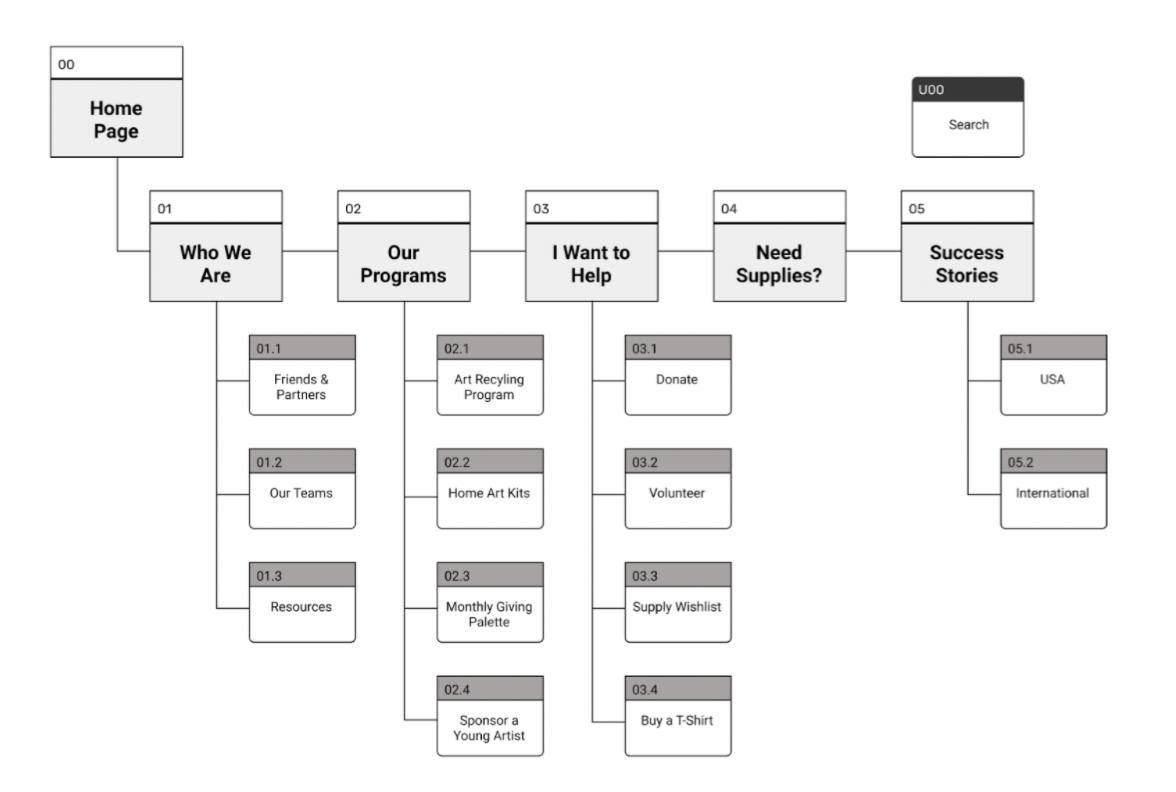 00
Home
Page
U00
Search
01
Who We
Are
02
Our
Programs
03
I Want to
Help
04
Need
Supplies?
05
Success
Stories
01.1
Friends &
Partners
01.2
Our Teams
01.3
Resources
02.1
Art Recyling
Program
02.2
Home Art Kits
02.3
Monthly Giving
Palette
02.4
Sponsor a
Young Artist
03.1
Donate
03.2
Volunteer
03.3
Supply Wishlist
03.4
Buy a T-Shirt
05.1
USA
05.2
International